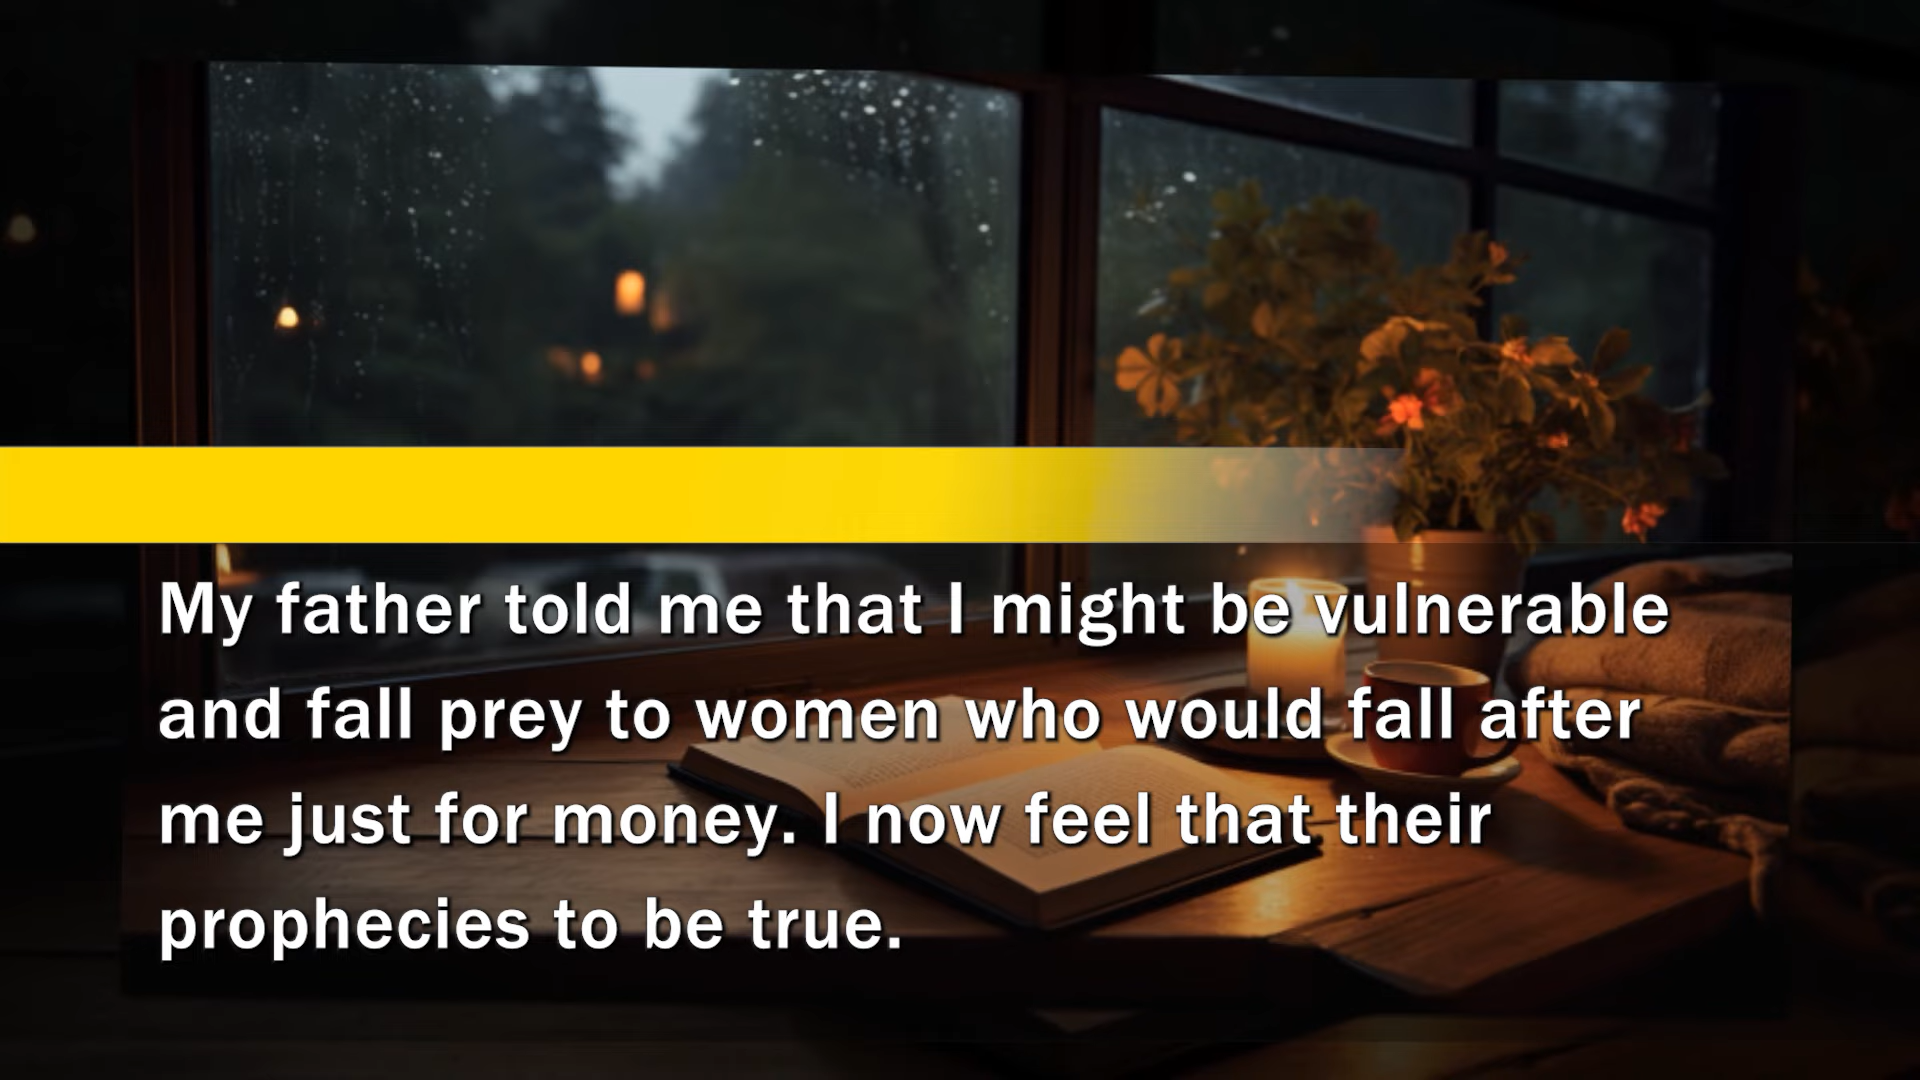 My father told me that I might be vulnerable
and fall prey to women who would fall after
me just for money. I now feel that their
prophecies to be true.